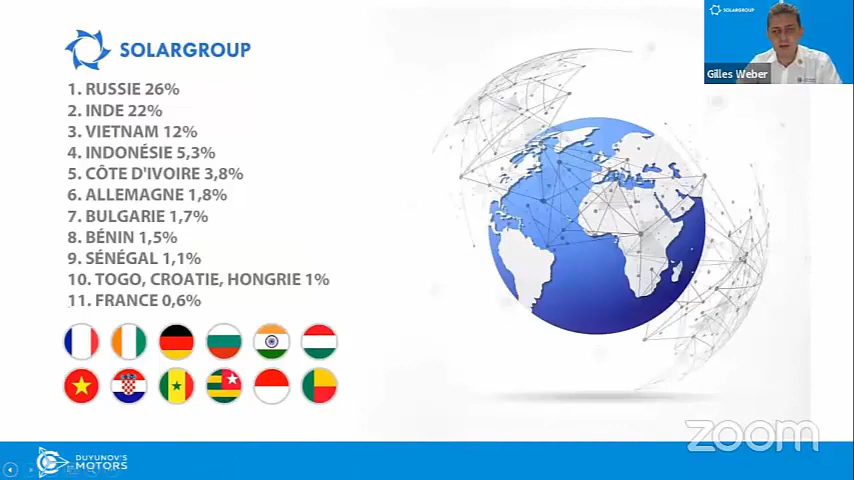 SOLARGROUP
1. RUSSIE 26%
2. INDE 22%
3. VIETNAM 12%
4. INDONÉSIE 5,3%
5. CÔTE D'IVOIRE 3,8%
6. ALLEMAGNE 1,8%
7. BULGARIE 1,7%
8. BÉNIN 1,5%
9. SÉNÉGAL 1,1%
10. TOGO, CROATIE, HONGRIE 1%
11. FRANCE 0,6%
SOLARGROUP
Gilles Weber
zoom
DUYUNOV'S
MOTORS